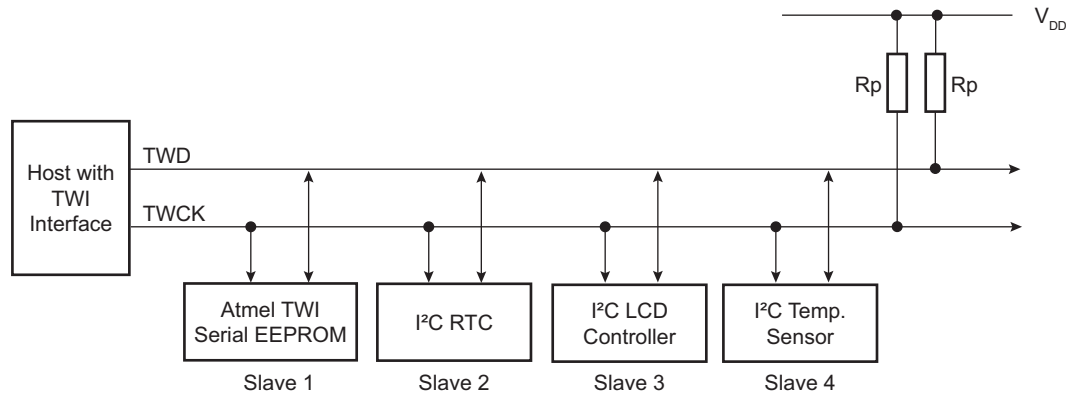 V_DD
Rp Rp
Host with
TWI
Interface
TWD
TWCK
Atmel TWI
Serial EEPROM
Slave 1
I²C RTC
Slave 2
I²C LCD
Controller
Slave 3
I²C Temp.
Sensor
Slave 4